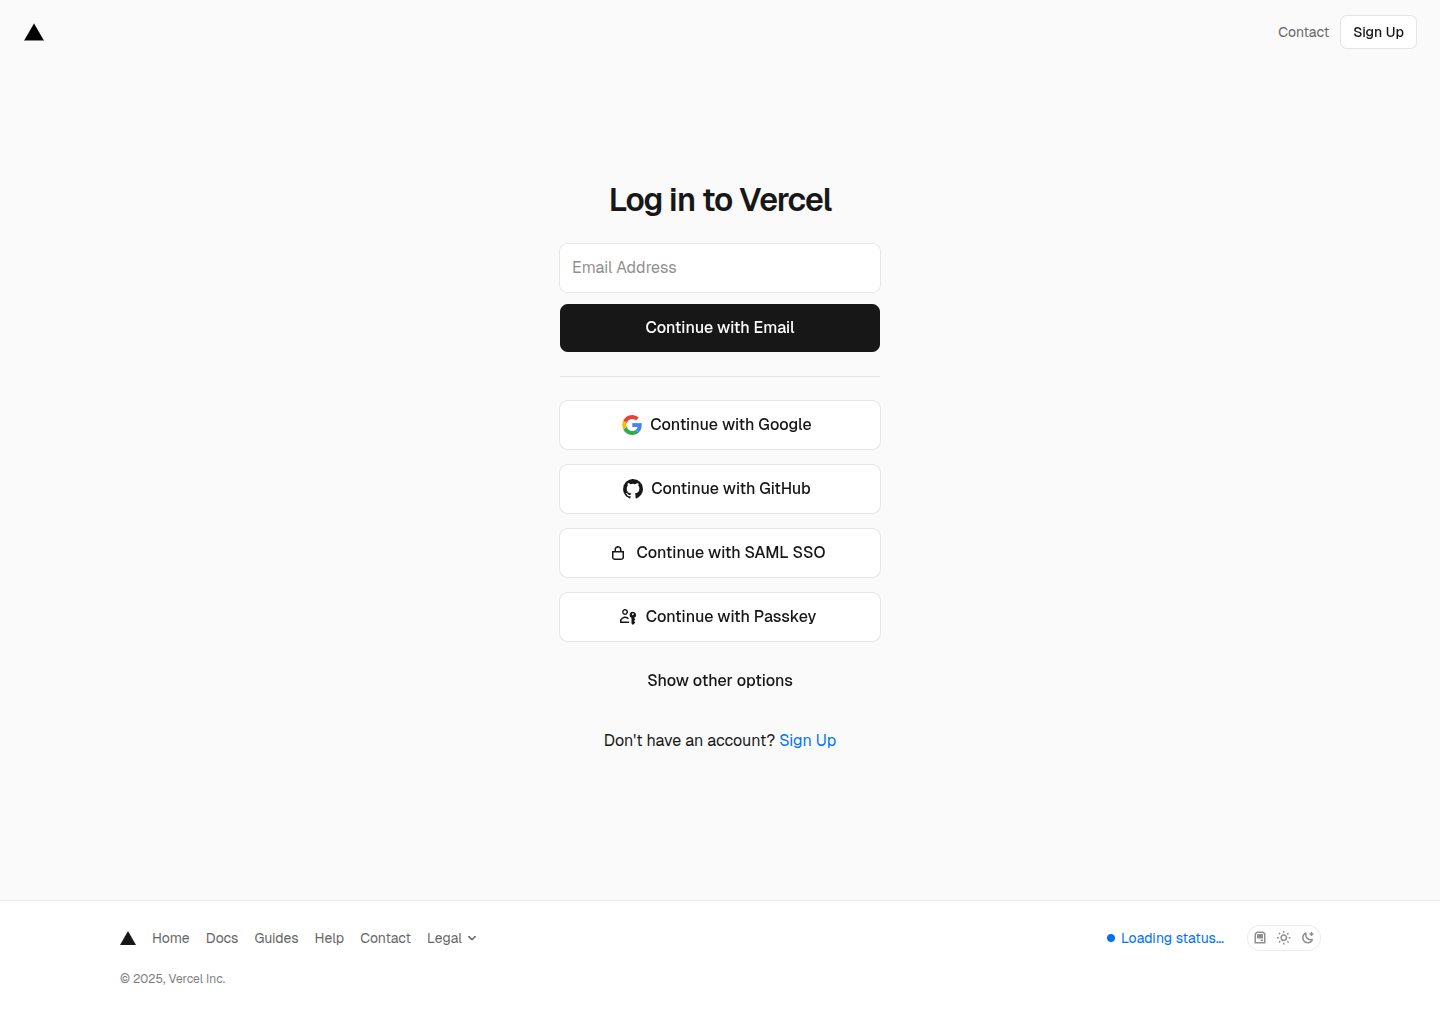 Contact Sign Up
Log in to Vercel
Email Address
Continue with Email
Continue with Google
Continue with GitHub
Continue with SAML SSO
Continue with Passkey
Show other options
Don't have an account? Sign Up
Home Docs Guides Help Contact Legal Loading status...
© 2025, Vercel Inc.